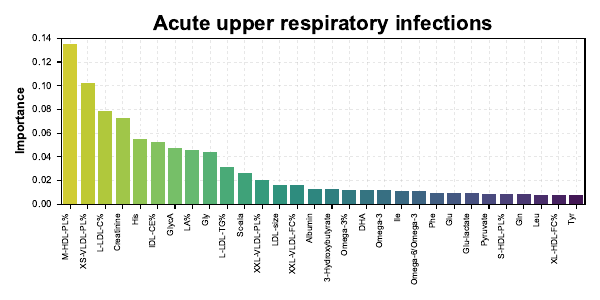 Acute upper respiratory infections
Importance
0.14
0.12
0.10
0.08
0.06
0.04
0.02
0.00
M-HDL-PL%
XS-VLDL-PL%
L-LDL-C%
Creatinine
His
IDL-CE%
GlycA
LA%
Gly
L-LDL-TG%
XXL-VLDL-PL%
LDL-size
XXL-VLDL-FC%
Albumin
3-Hydroxybutyrate
Omega-3%
DHA
Omega-3
Ile
Omega-6/Omega-3
Phe
Glu
Glu-lactate
Pyruvate
S-HDL-PL%
Gln
Leu
XL-HDL-FC%
Tyr